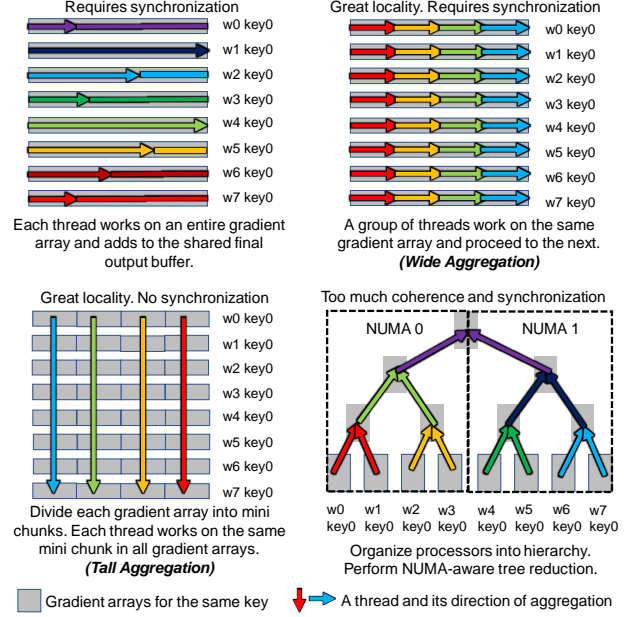 Requires synchronization
w0 key0
w1 key0
w2 key0
w3 key0
w4 key0
w5 key0
w6 key0
w7 key0
Each thread works on an entire gradient
array and adds to the shared final
output buffer.
Great locality. Requires synchronization
w0 key0
w1 key0
w2 key0
w3 key0
w4 key0
w5 key0
w6 key0
w7 key0
A group of threads work on the same
gradient array and proceed to the next.
(Wide Aggregation)
Great locality. No synchronization
w0 key0
w1 key0
w2 key0
w3 key0
w4 key0
w5 key0
w6 key0
w7 key0
Divide each gradient array into mini
chunks. Each thread works on the same
mini chunk in all gradient arrays.
(Tall Aggregation)
Too much coherence and synchronization
NUMA 0 NUMA 1
w0 w1 w2 w3 w4 w5 w6 w7
key0 key0 key0 key0 key0 key0 key0 key0
Organize processors into hierarchy.
Perform NUMA-aware tree reduction.
Gradient arrays for the same key
A thread and its direction of aggregation